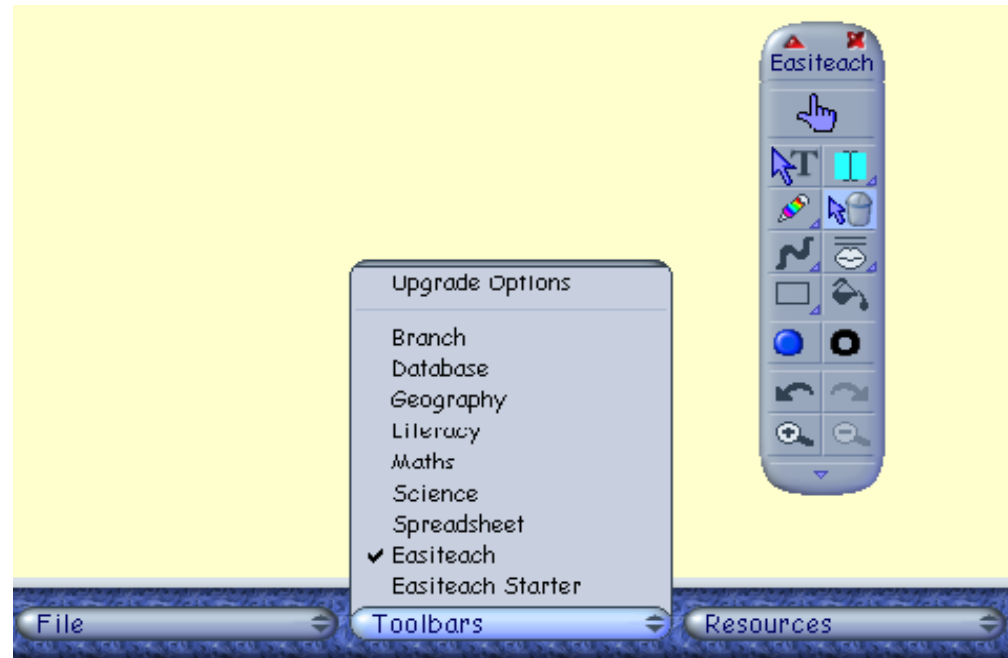 Easiteach
T
Upgrade Options
Branch
Database
Geography
Literacy
Maths
Science
Spreadsheet
Easiteach
Easiteach Starter
File
Toolbars
Resources